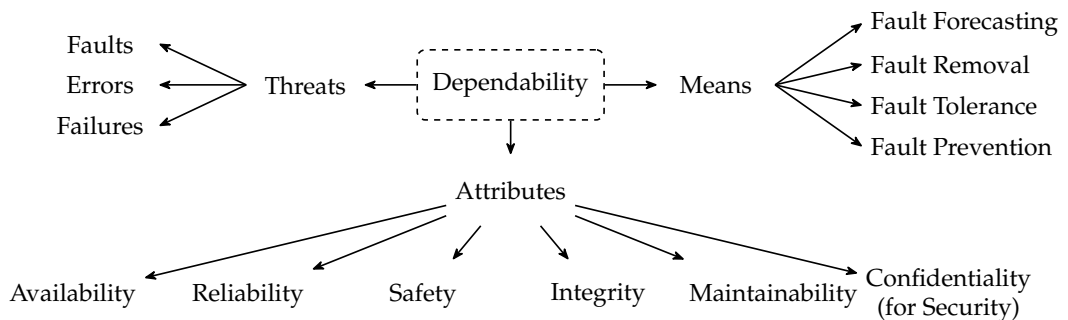 Fault Forecasting
Faults
Fault Removal
Errors
Threats
Dependability
Means
Fault Tolerance
Failures
Fault Prevention
Attributes
Availability
Reliability
Safety
Integrity
Maintainability
Confidentiality
(for Security)